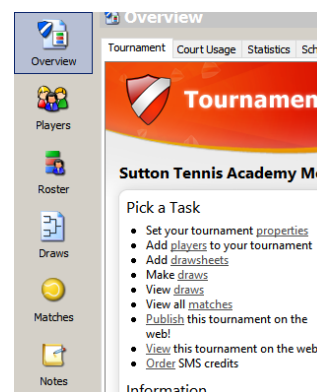 Overview
Overview
Tournament Court Usage Statistics Sch
Players
Tournamen
Roster
Sutton Tennis Academy M
Pick a Task
Set your tournament properties
Add players to your tournament
Add drawsheets
Draws
Make draws
View draws
View all matches
Matches
Publish this tournament on the
web!
View this tournament on the web
Order SMS credits
Notes
Information